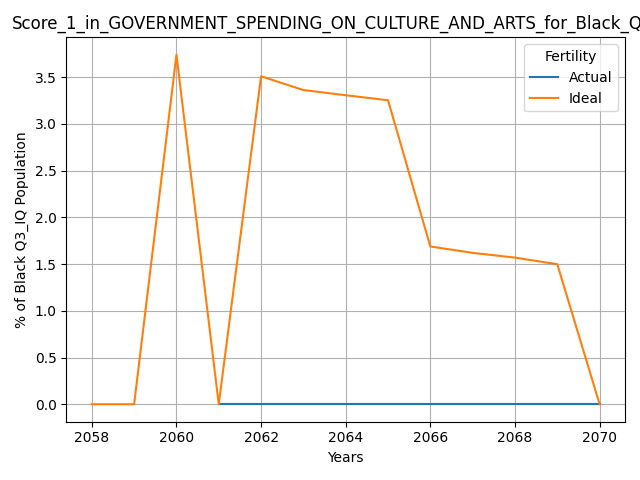 Score_1_in_GOVERNMENT_SPENDING_ON_CULTURE_AND_ARTS_for_Black_Q
Fertility
Actual
Ideal
% of Black Q3_IQ Population
3.5
3.0
2.5
2.0
1.5
1.0
0.5
0.0
2058 2060 2062 2064 2066 2068 2070
Years